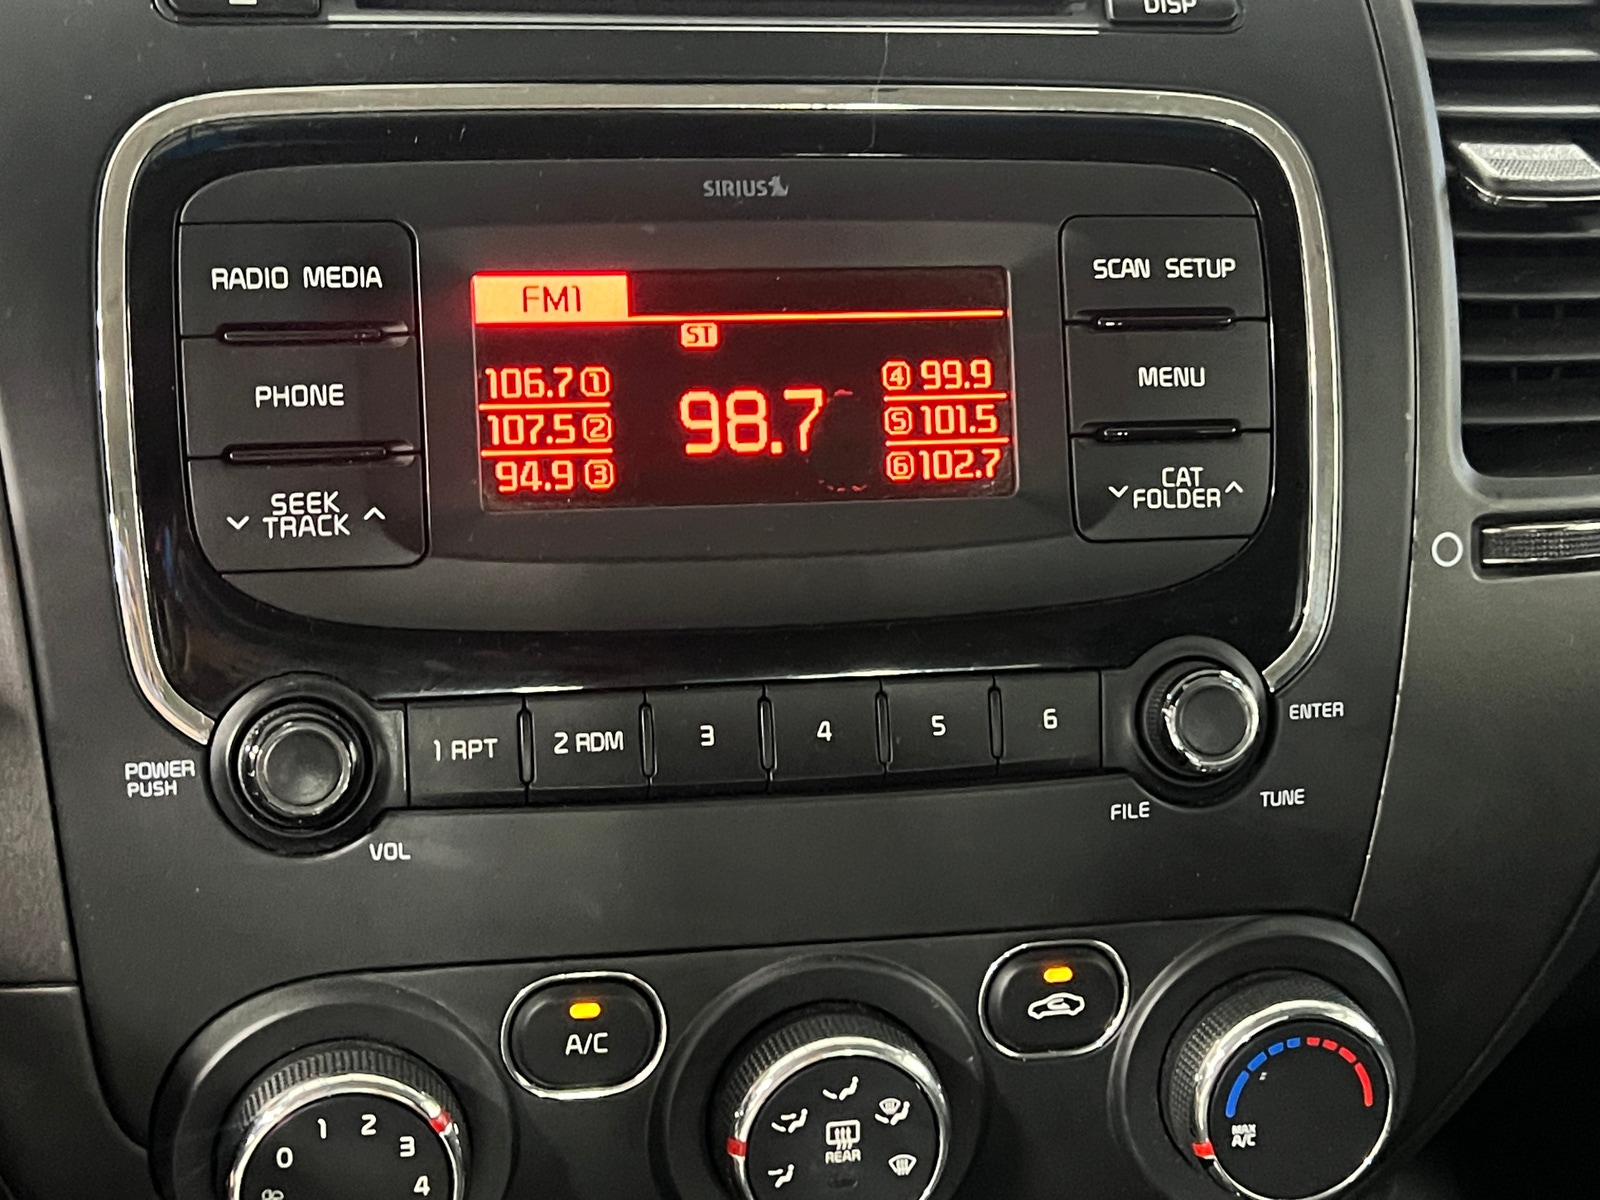 DISP
SIRIUS
RADIO MEDIA
PHONE
SEEK
TRACK
FM1
ST
106.7 1
107.5 2
94.9 3
98.7
4 99.9
5 101.5
6 102.7
SCAN SETUP
MENU
CAT
FOLDER
POWER
PUSH
VOL
1 RPT
2 RDM
3
4
5
6
ENTER
FILE
TUNE
A/C
0
1
2
3
4
REAR
MAX
A/C